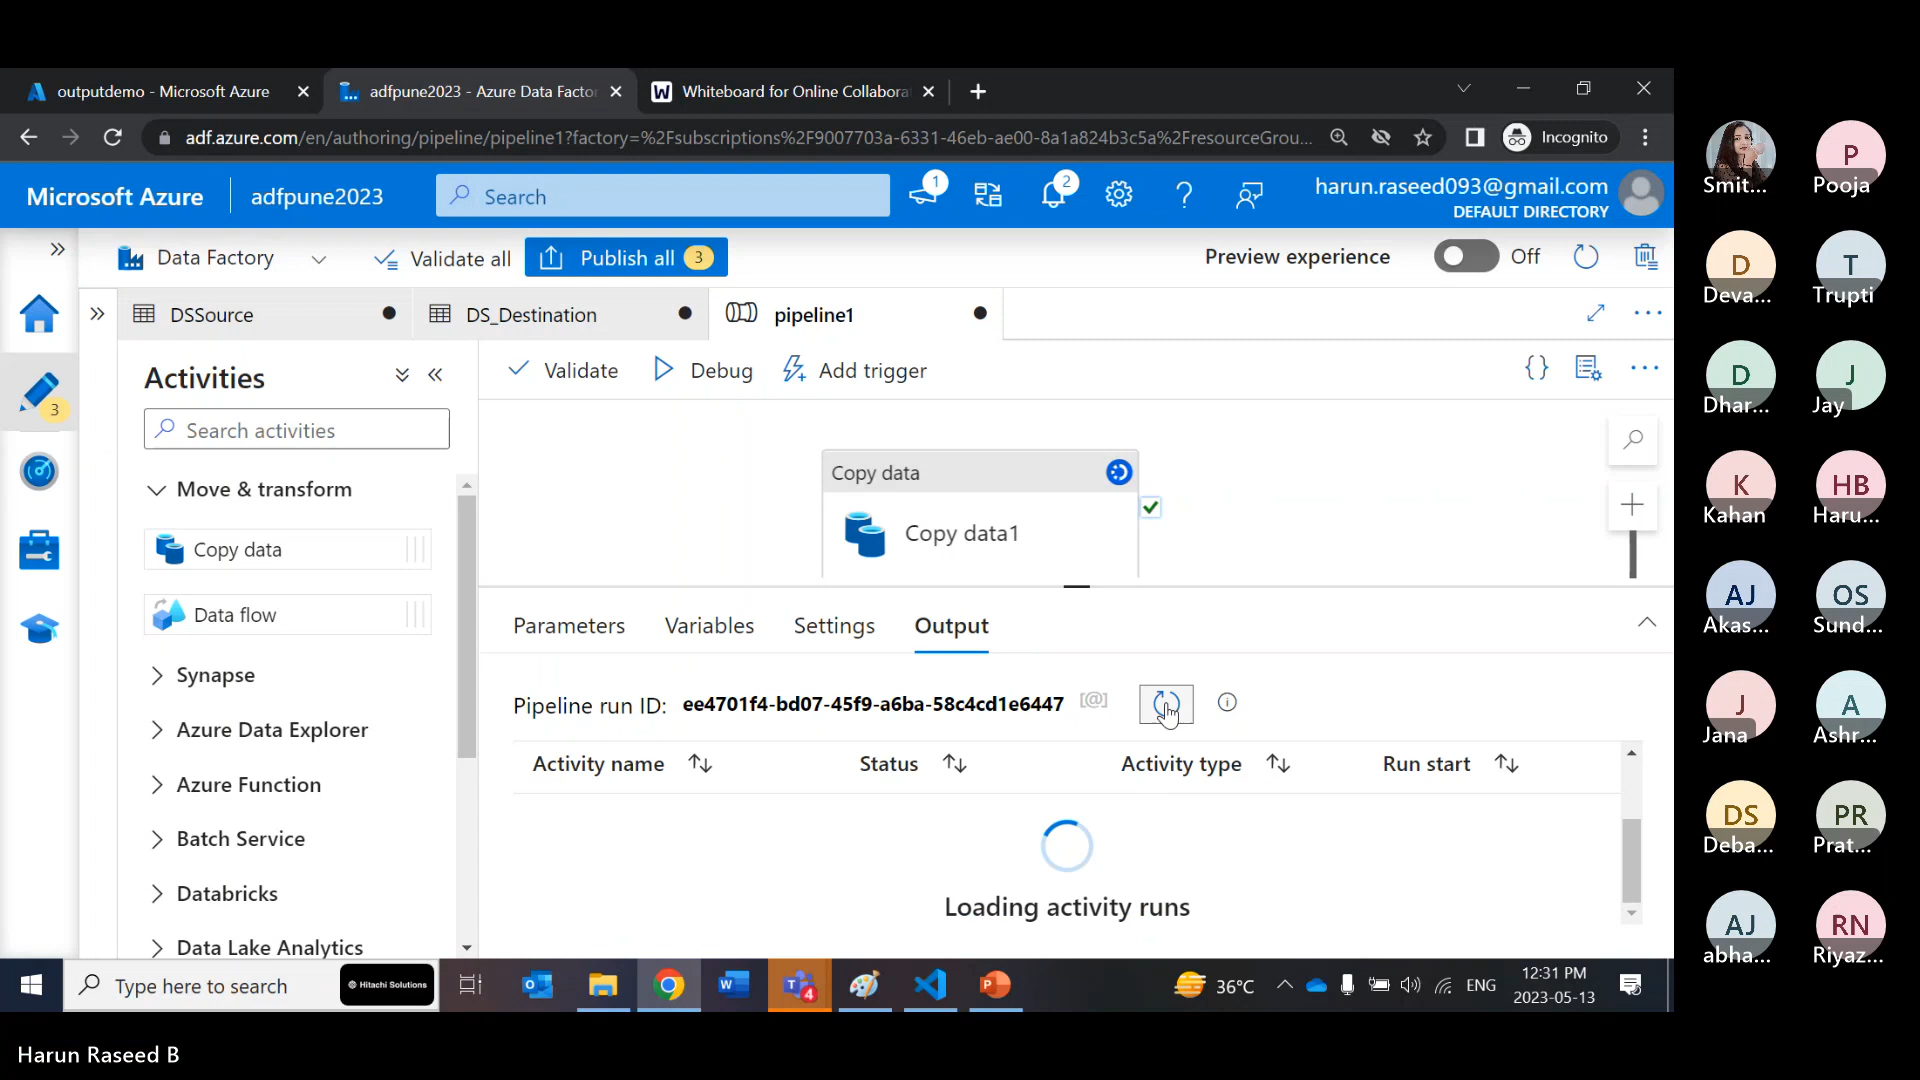 outputdemo - Microsoft Azure
adfpune2023 - Azure Data Facto
Whiteboard for Online Collabora
adf.azure.com/en/authoring/pipeline/pipeline1?factory=%2Fsubscriptions%2F9007703a-6331-46eb-ae00-8a1a824b3c5a%2FresourceGrou...
Incognito
Microsoft Azure
adfpune2023
Search
1
2
harun.raseed093@gmail.com
DEFAULT DIRECTORY
Data Factory
Validate all
Publish all 3
Preview experience
Off
DSSource
DS_Destination
pipeline1
3
Activities
Search activities
Move & transform
Copy data
Data flow
Synapse
Azure Data Explorer
Azure Function
Batch Service
Databricks
Data Lake Analytics
Validate
Debug
Add trigger
Copy data
Copy data1
Parameters
Variables
Settings
Output
Pipeline run ID: ee4701f4-bd07-45f9-a6ba-58c4cd1e6447 [@]
Activity name
Status
Activity type
Run start
Loading activity runs
Type here to search
Hitachi Solutions
4
36°C
ENG
12:31 PM
2023-05-13
Smit...
P
Pooja
D
Deva...
T
Trupti
D
Dhar...
J
Jay
K
Kahan
HB
Haru...
AJ
Akas...
OS
Sund...
J
Jana
A
Ashr...
DS
Deba...
PR
Prat...
AJ
abha...
RN
Riyaz...
Harun Raseed B